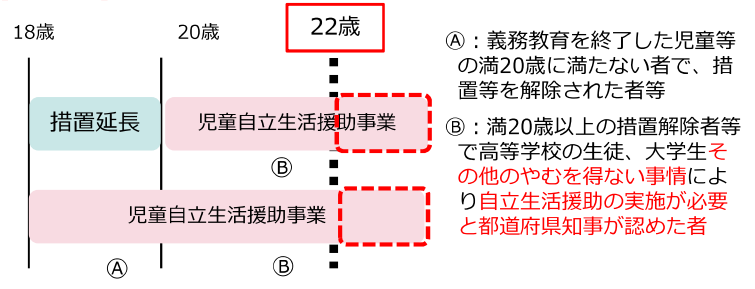 18歳
20歳
22歳
措置延長
児童自立生活援助事業
Ⓑ
児童自立生活援助事業
Ⓐ
Ⓑ
Ⓐ：義務教育を終了した児童等
の満20歳に満たない者で、措
置等を解除された者等
Ⓑ：満20歳以上の措置解除者等
で高等学校の生徒、大学生そ
の他のやむを得ない事情によ
り自立生活援助の実施が必要
と都道府県知事が認めた者